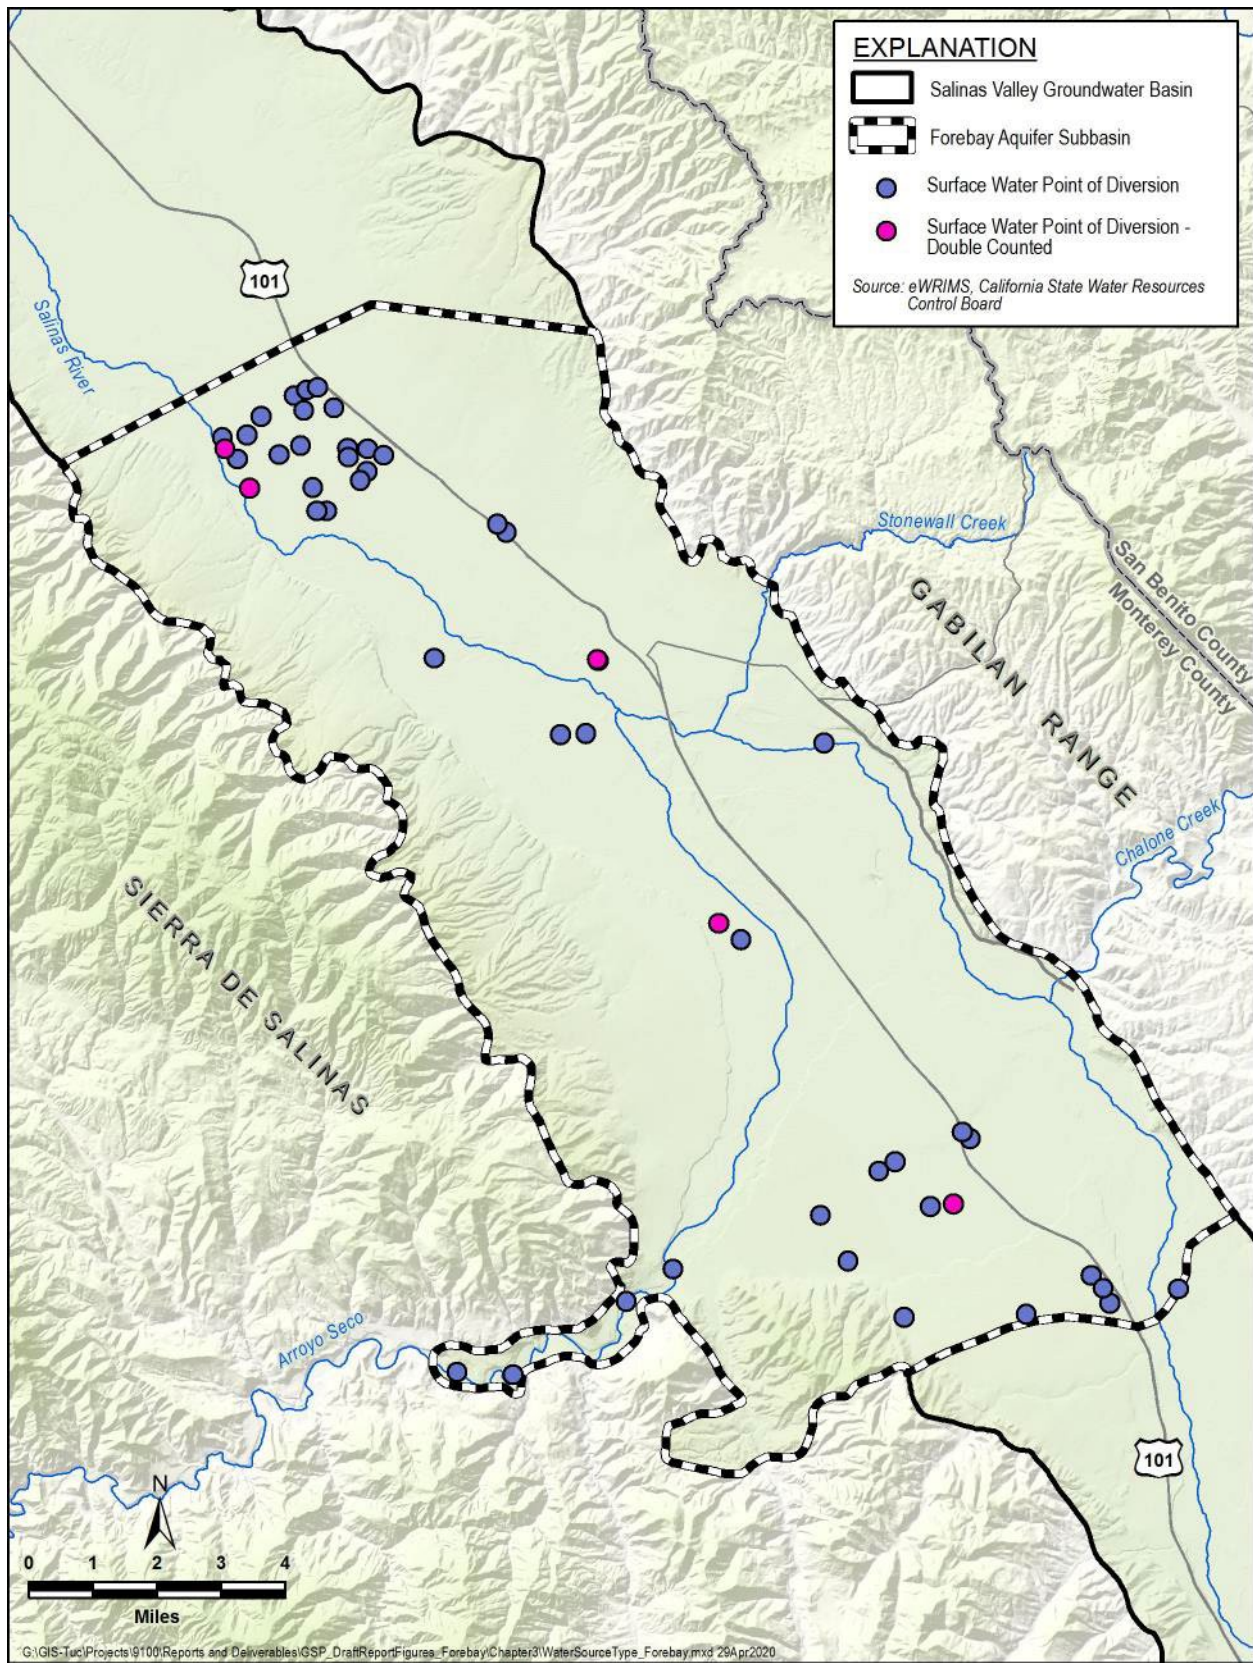 EXPLANATION
Salinas Valley Groundwater Basin
Forebay Aquifer Subbasin
Surface Water Point of Diversion
Surface Water Point of Diversion -
Double Counted
Source: eWRIMS, California State Water Resources
Control Board
101
Salinas River
Stonewall Creek
San Benito County
Monterey County
GABILAN RANGE
Chalone Creek
SIERRA DE SALINAS
Arroyo Seco
101
N
0 1 2 3 4
Miles
G:\GIS-Tuc\Projects\9100\Reports and Deliverables\GSP_DraftReportFigures_Forebay\Chapter3\WaterSourceType_Forebay.mxd 29Apr2020